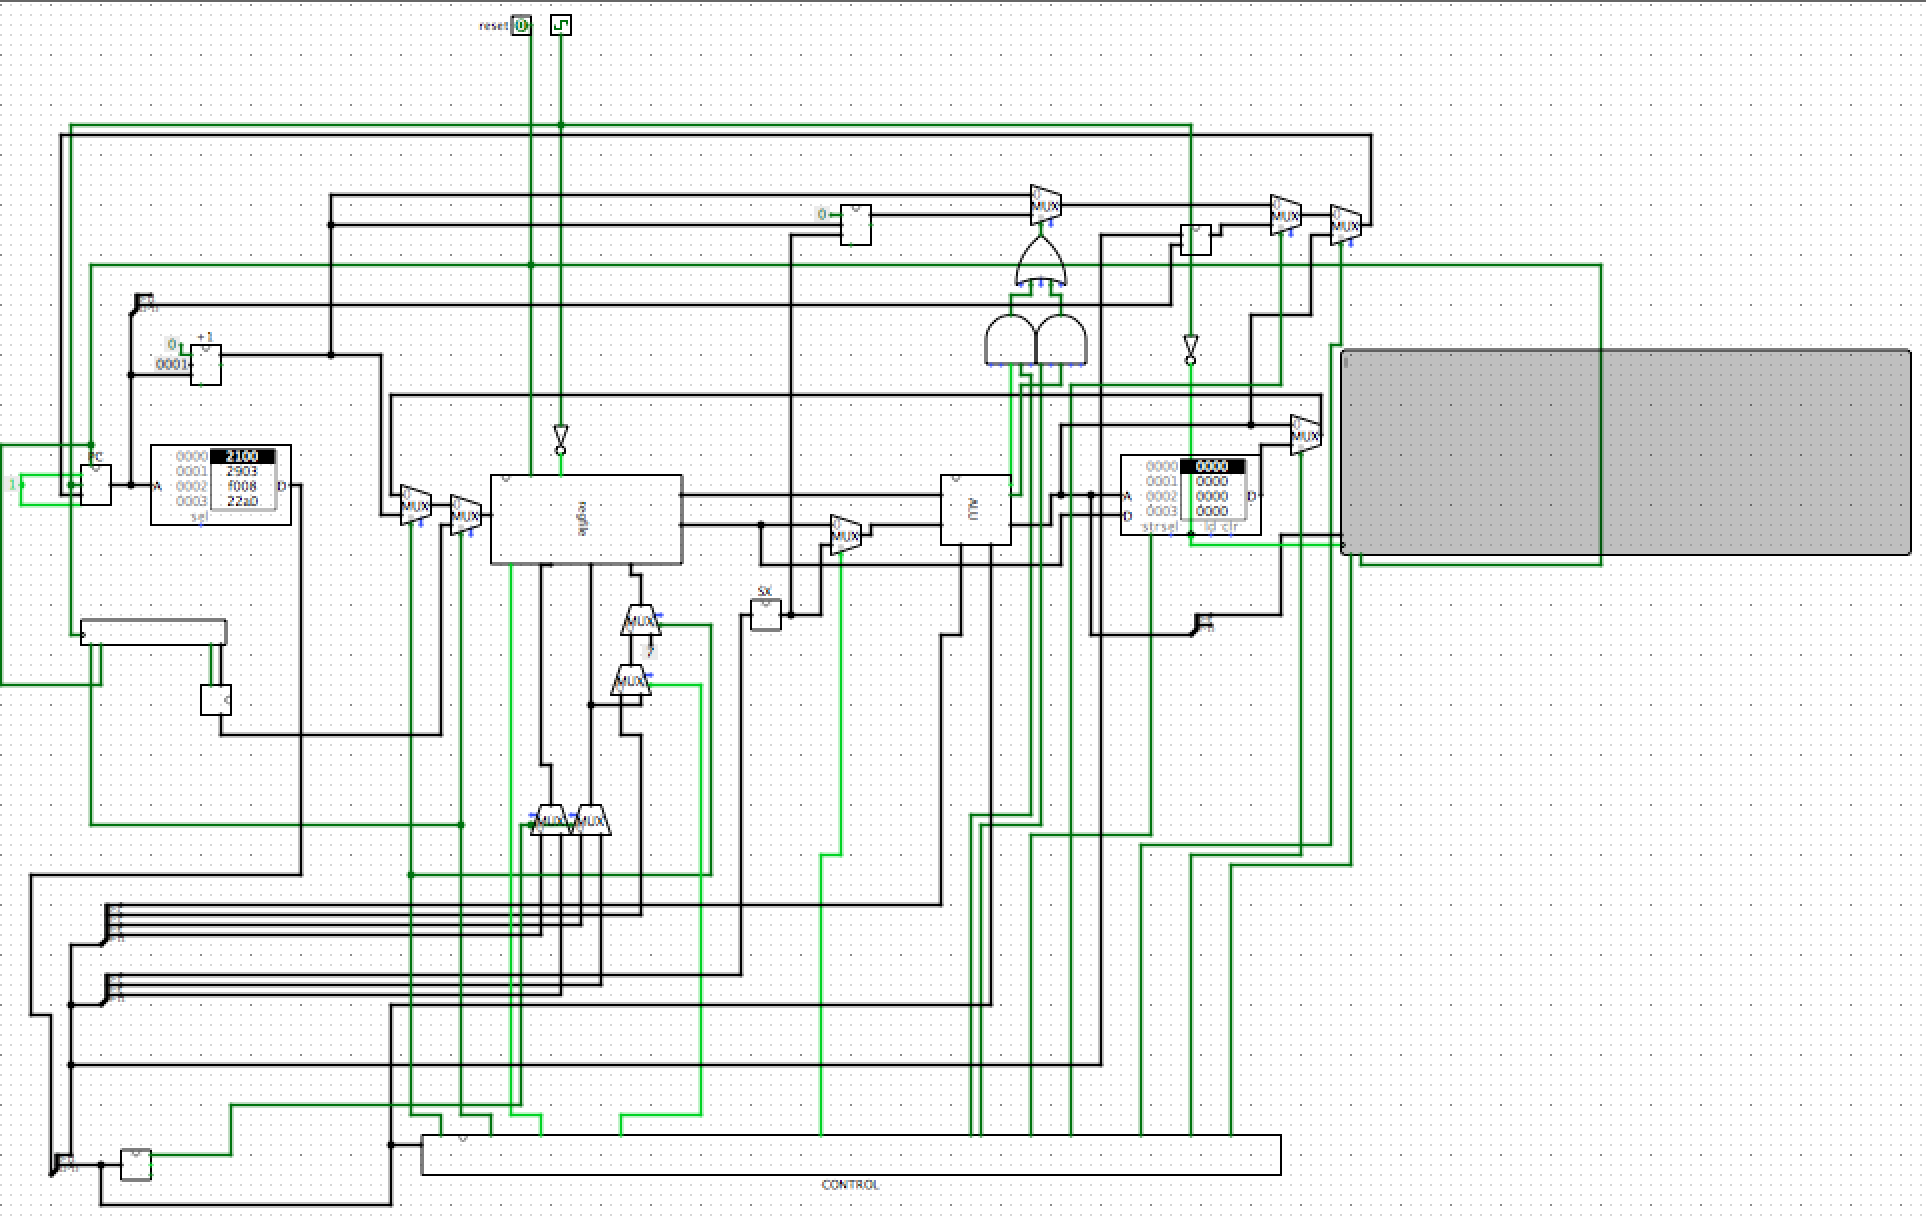 reset
0
MUX
MUX
MUX
+1
0
0001
MUX
PC
0000 2100
0001 2903
0002 f008
0003 22a0
A
D
sel
1
MUX
MUX
regfile
MUX
ALU
0000 0000
0001 0000
0002 0000
0003 0000
A
D
D
strsel ld clr
SX
MUX
7
MUX
MUX
MUX
CONTROL